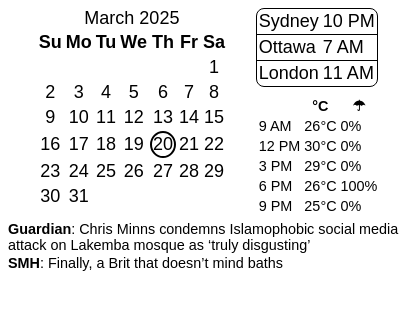 March 2025
Su Mo Tu We Th Fr Sa
1
2 3 4 5 6 7 8
9 10 11 12 13 14 15
16 17 18 19 20 21 22
23 24 25 26 27 28 29
30 31
Sydney 10 PM
Ottawa 7 AM
London 11 AM
°C ☂
9 AM 26°C 0%
12 PM 30°C 0%
3 PM 29°C 0%
6 PM 26°C 100%
9 PM 25°C 0%
Guardian: Chris Minns condemns Islamophobic social media
attack on Lakemba mosque as ‘truly disgusting’
SMH: Finally, a Brit that doesn’t mind baths